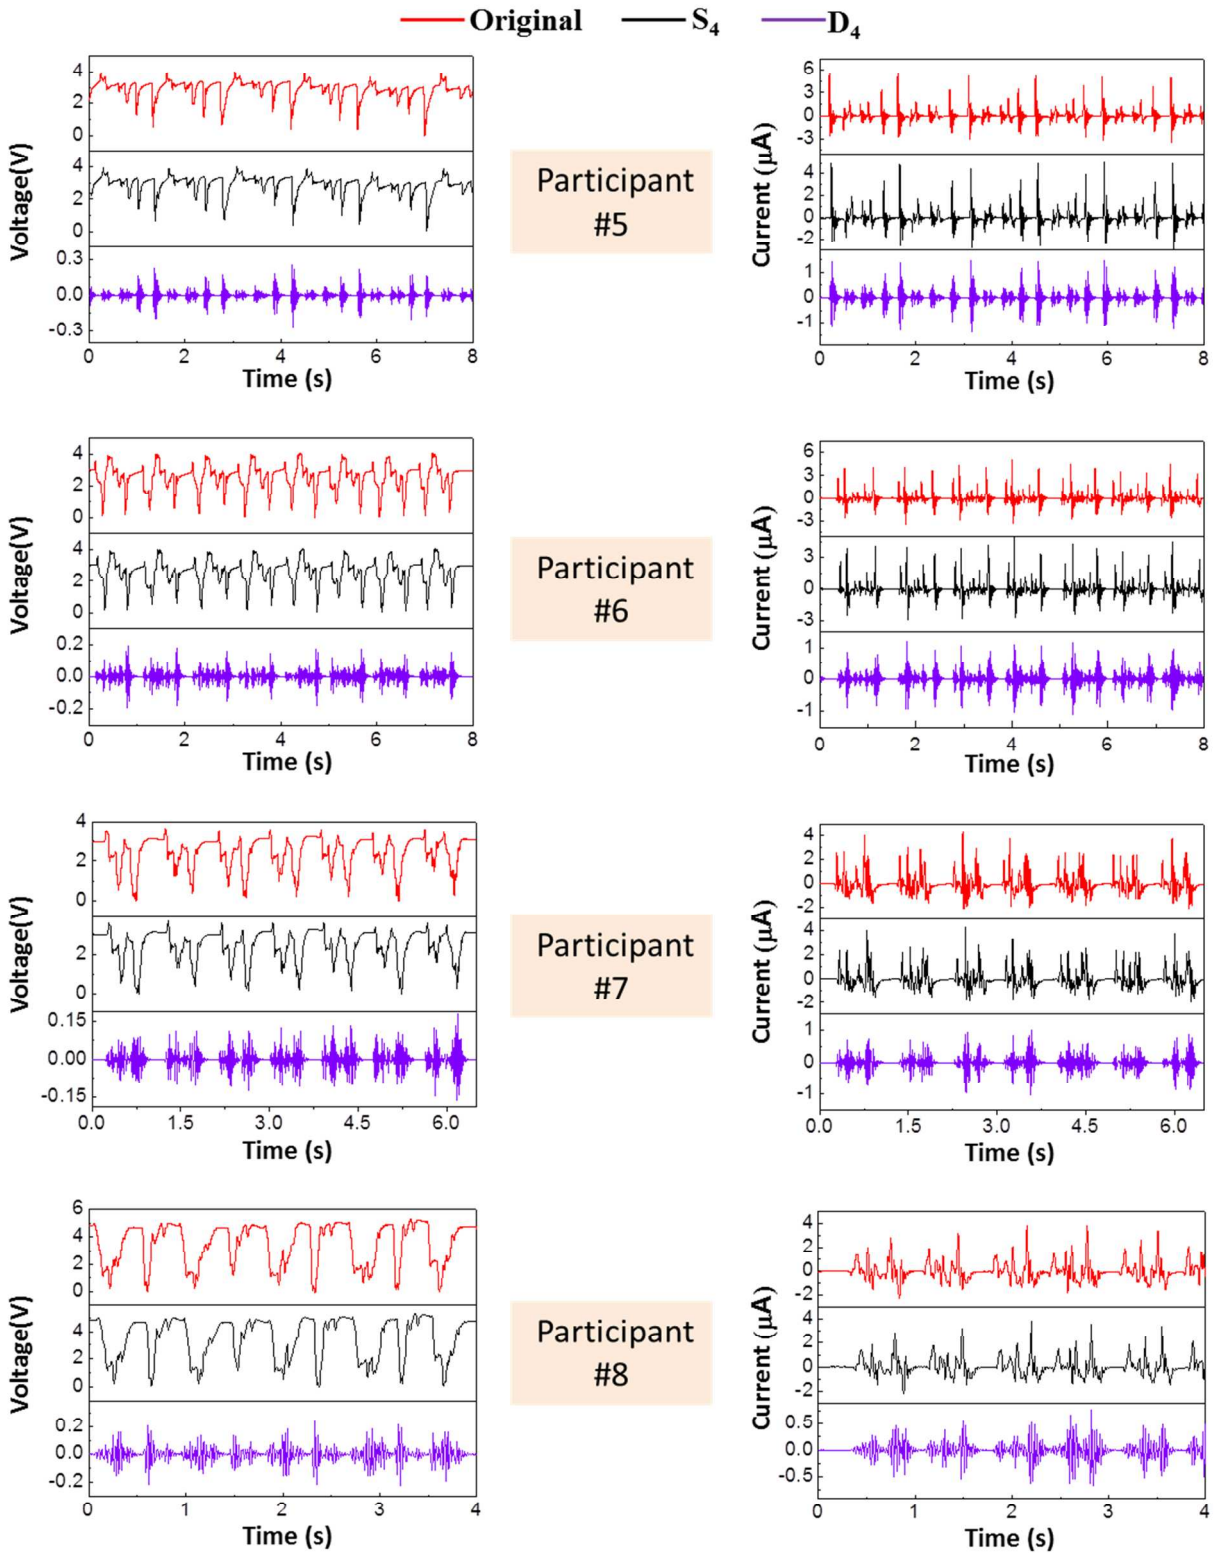 Original S4 D4
Voltage(V)
4
2
0
4
2
0
0.3
0.0
-0.3
0 2 4 6 8
Time (s)
Participant
#5
Current (µA)
6
3
0
-3
4
2
0
-2
1
0
-1
0 2 4 6 8
Time (s)
Voltage(V)
4
2
0
4
2
0
0.2
0.0
-0.2
0 2 4 6 8
Time (s)
Participant
#6
Current (µA)
6
3
0
-3
3
0
-3
1
0
-1
0 2 4 6 8
Time (s)
Voltage(V)
4
2
0
2
0
0.15
0.00
-0.15
0.0 1.5 3.0 4.5 6.0
Time (s)
Participant
#7
Current (µA)
4
2
0
-2
4
2
0
-2
1
0
-1
0.0 1.5 3.0 4.5 6.0
Time (s)
Voltage(V)
6
4
2
0
4
2
0
0.2
0.0
-0.2
0 1 2 3 4
Time (s)
Participant
#8
Current (µA)
4
2
0
-2
4
2
0
-2
0.5
0.0
-0.5
0 1 2 3 4
Time (s)